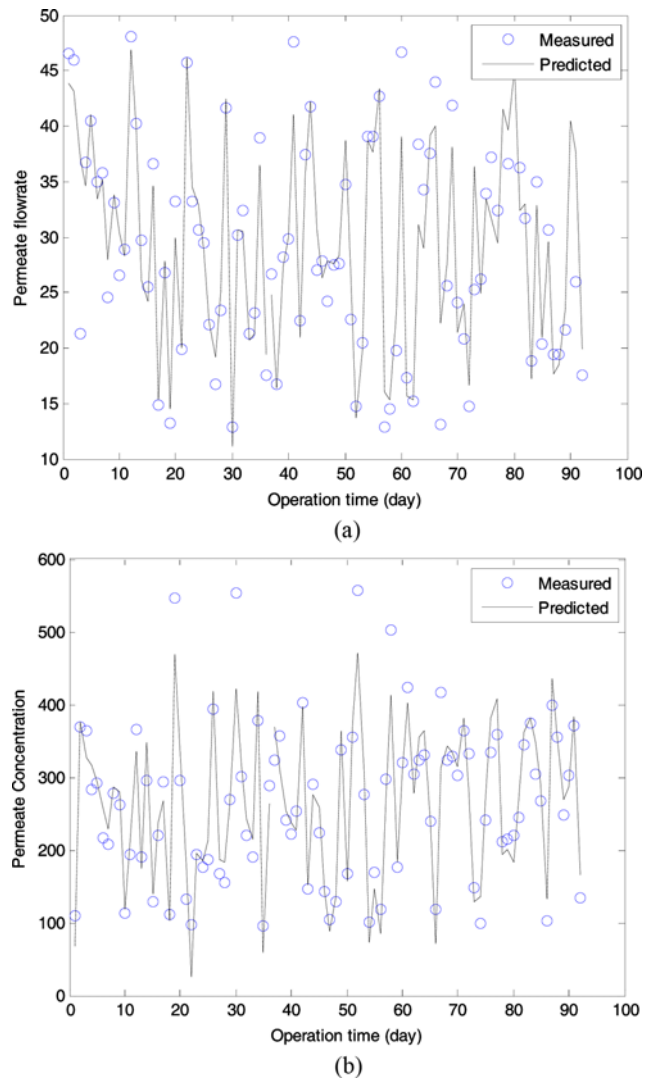 50
45
40
35
30
25
20
15
10
Permeate flowrate
Measured
Predicted
0 10 20 30 40 50 60 70 80 90 100
Operation time (day)
(a)
600
500
400
300
200
100
0
Permeate Concentration
Measured
Predicted
0 10 20 30 40 50 60 70 80 90 100
Operation time (day)
(b)